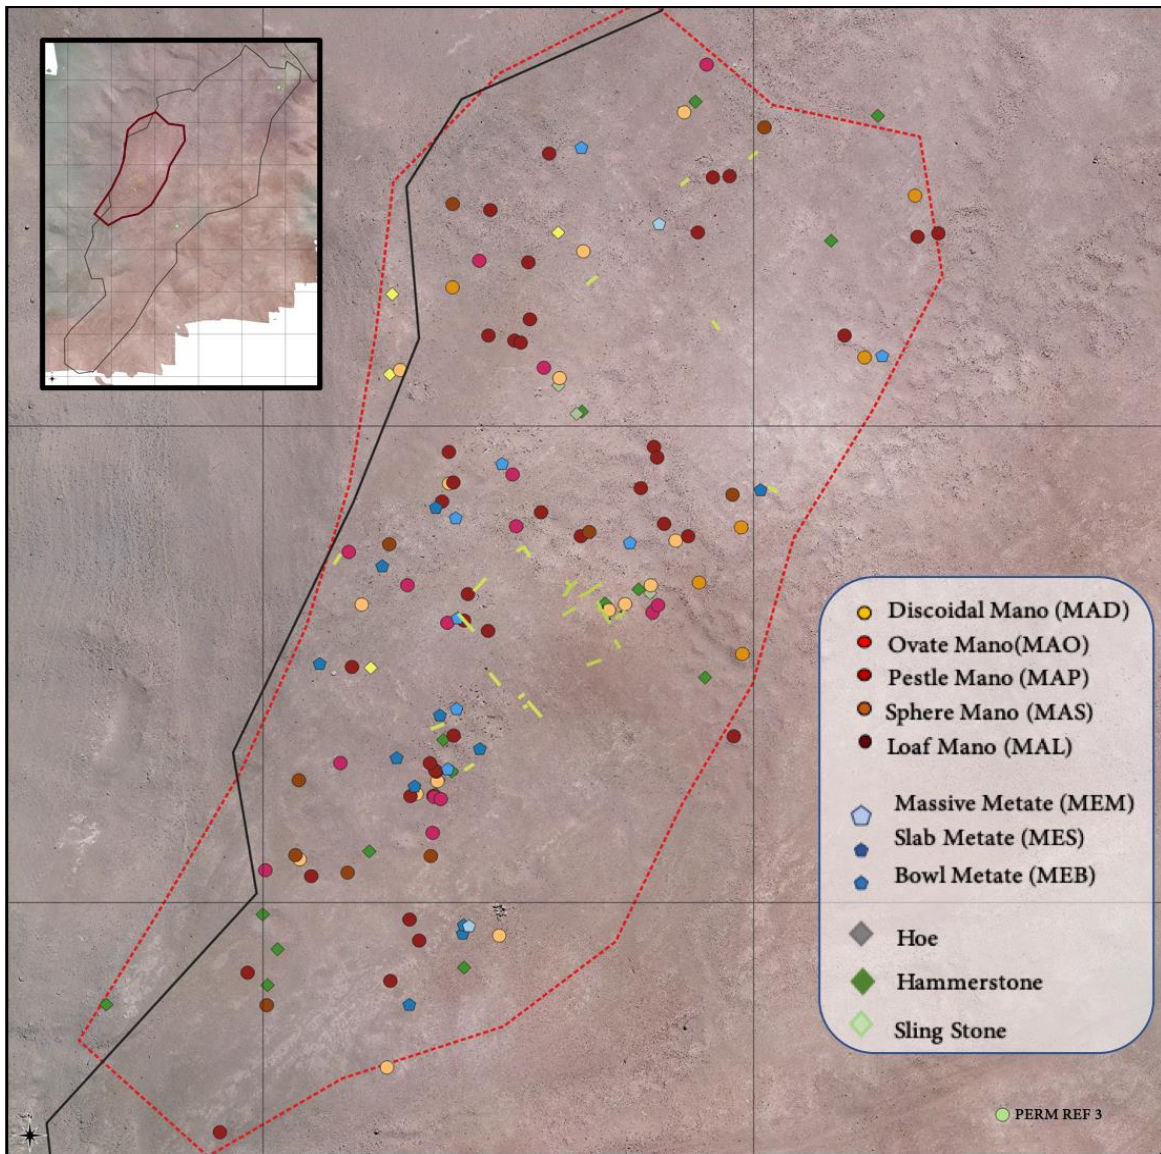 Discoidal Mano (MAD)
Ovate Mano(MAO)
Pestle Mano (MAP)
Sphere Mano (MAS)
Loaf Mano (MAL)
Massive Metate (MEM)
Slab Metate (MES)
Bowl Metate (MEB)
Hoe
Hammerstone
Sling Stone
PERM REF 3